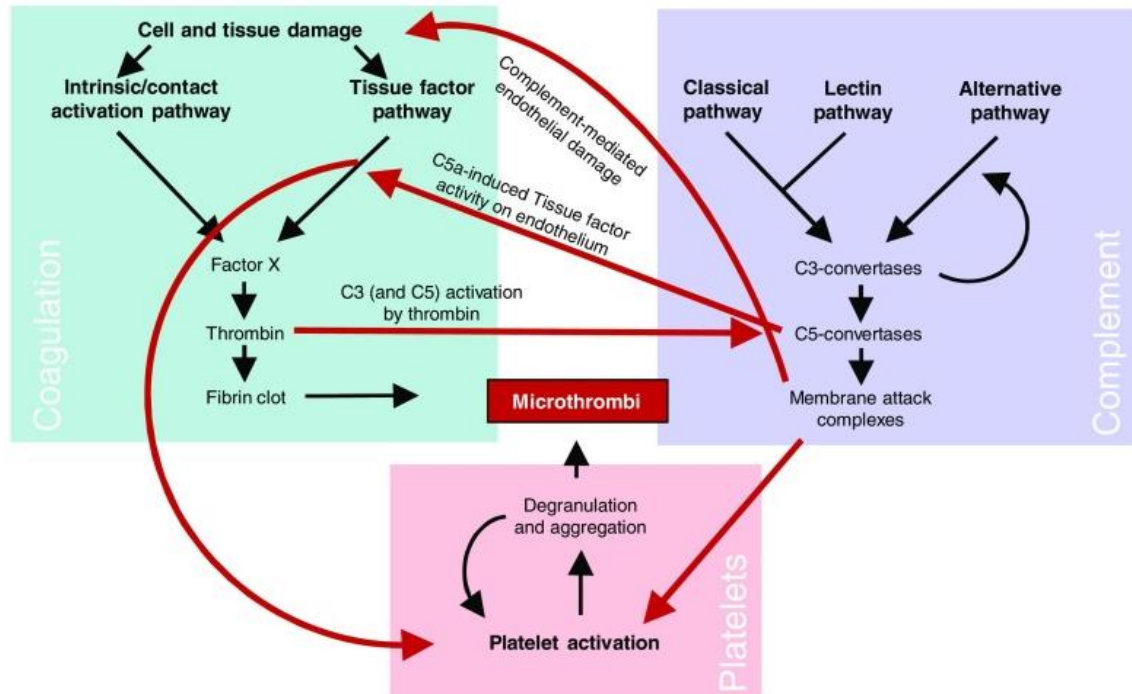 Cell and tissue damage
Intrinsic/contact
activation pathway
Tissue factor
pathway
Factor X
Thrombin
Fibrin clot
Coagulation
Complement-mediated
endothelial damage
C5a-induced Tissue factor
activity on endothelium
C3 (and C5) activation
by thrombin
Classical
pathway
Lectin
pathway
Alternative
pathway
C3-convertases
C5-convertases
Membrane attack
complexes
Complement
Microthrombi
Degranulation
and aggregation
Platelet activation
Platelets